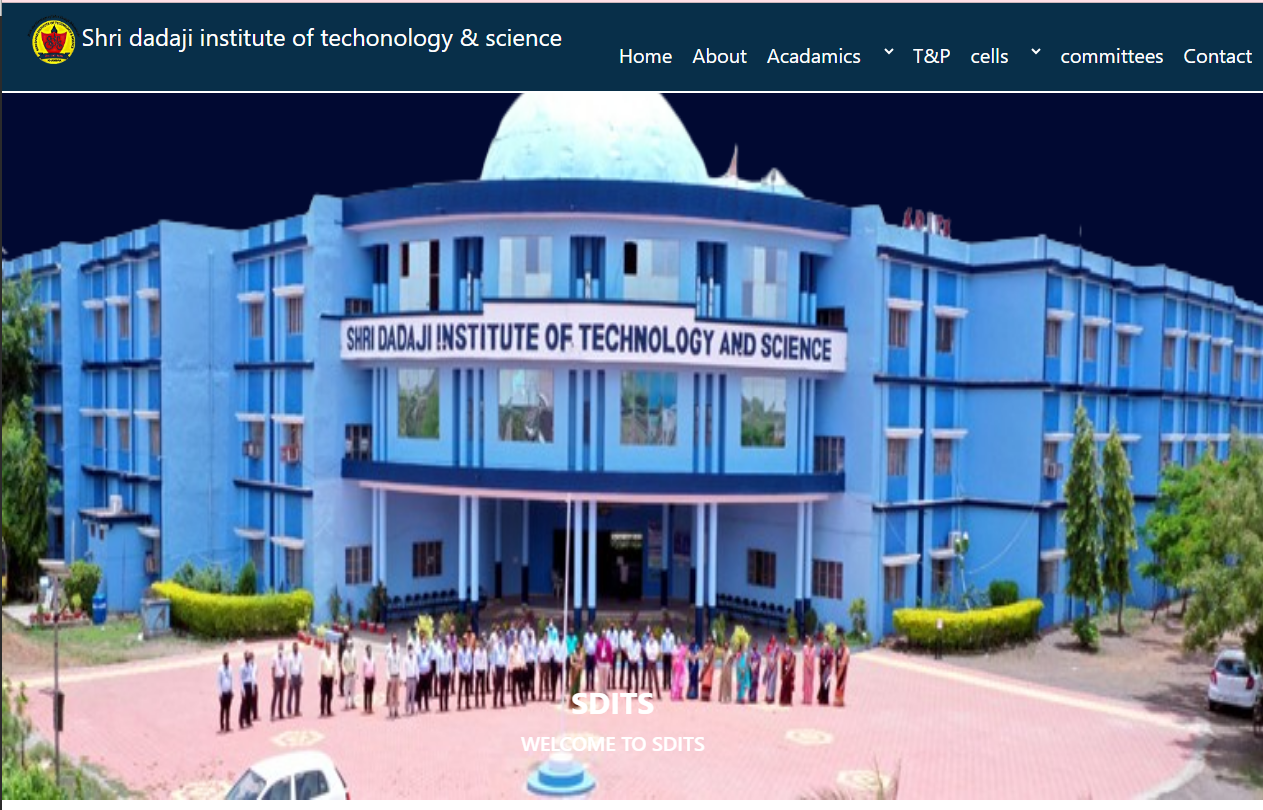 Shri dadaji institute of techonology & science
Home About Acadamics T&P cells committees Contact
SHRI DADAJI INSTITUTE OF TECHNOLOGY AND SCIENCE
SDITS
WELCOME TO SDITS